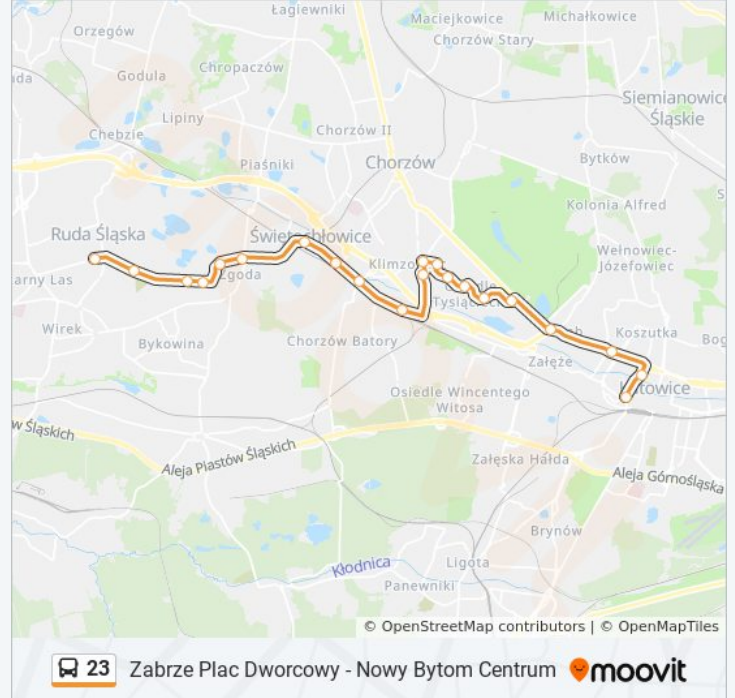 Łagiewniki
Maciejkowice
Michałkowice
Orzegów
Chorzów Stary
Chropaczów
Godula
Siemianowice
Śląskie
Lipiny
Chebzie
Chorzów II
Piaśniki
Chorzów
Bytków
Kolonia Alfred
Ruda Śląska
Świętochłowice
Wełnowiec-
Józefowiec
Klimzo
Zgoda
arny Las
Tysiąc
Wirek
Bykowina
Chorzów Batory
Koszutka
Bog
Załęże
Katowice
Osiedle Wincentego
Witosa
w Śląskich
Aleja Piastów Śląskich
Załęska Hałda
Aleja Górnośląska
Brynów
Kłodnica
Ligota
Panewniki
© OpenStreetMap contributors | © OpenMapTiles
23 Zabrze Plac Dworcowy - Nowy Bytom Centrum moovit